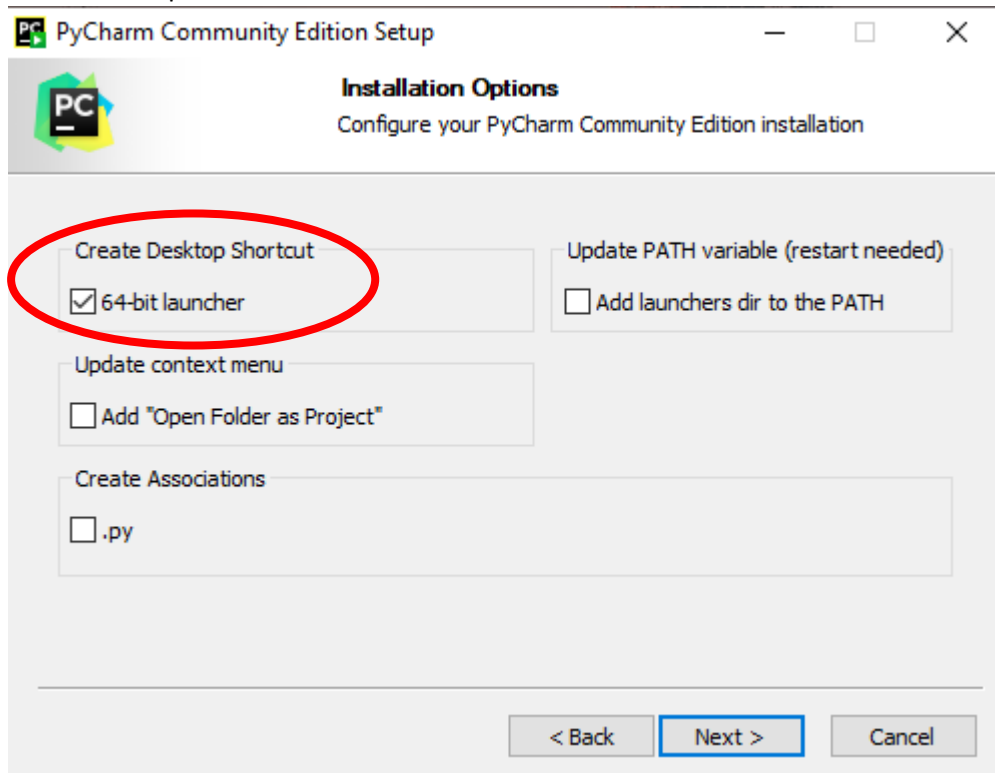 PyCharm Community Edition Setup
PC
Installation Options
Configure your PyCharm Community Edition installation
Create Desktop Shortcut
64-bit launcher
Update PATH variable (restart needed)
Add launchers dir to the PATH
Update context menu
Add "Open Folder as Project"
Create Associations
.py
< Back
Next >
Cancel